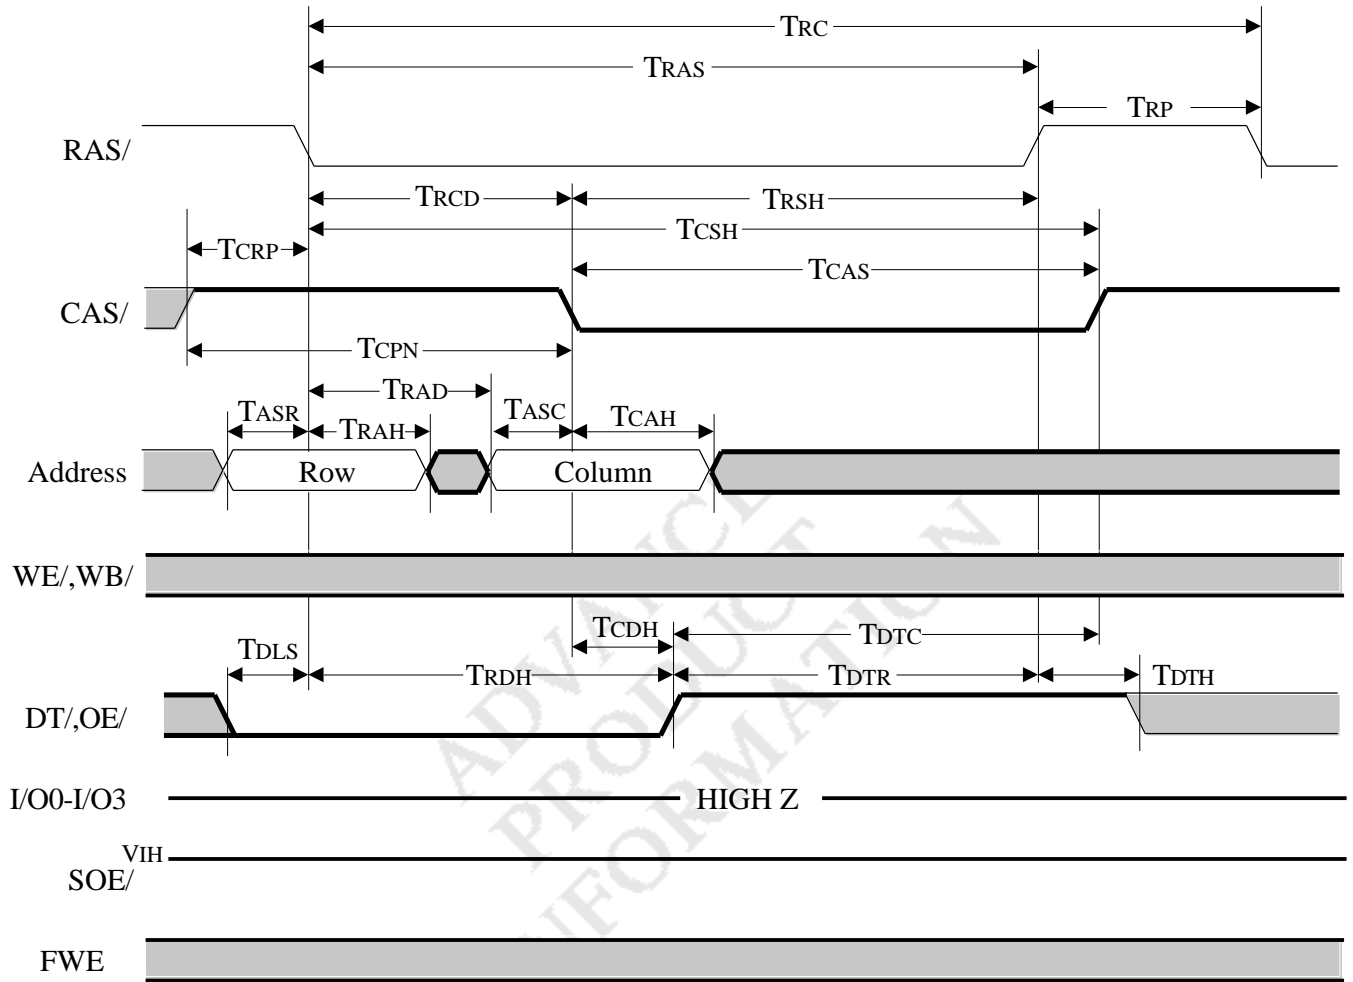 TRC
TRAS
TRP
RAS/
TRCD
TRSH
TCSH
TCRP
TCAS
CAS/
TCPN
TRAD
TASR
TASC
TRAH
TCAH
Address
Row
Column
WE/,WB/
TCDH
TDTC
TDLS
TRDH
TDTR
TDTH
DT/,OE/
I/O0-I/O3
HIGH Z
VIH
SOE/
FWE
ADVANCE
PRODUCT
INFORMATION